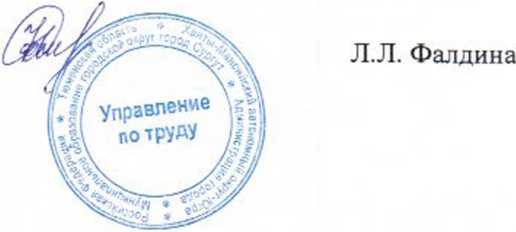 Л.Л. Фалдина
Российская Федерация * Тюменская область * Ханты-Мансийский автономный округ-Югра *
Муниципальное образование городской округ город Сургут * Администрация города *
Управление
по труду